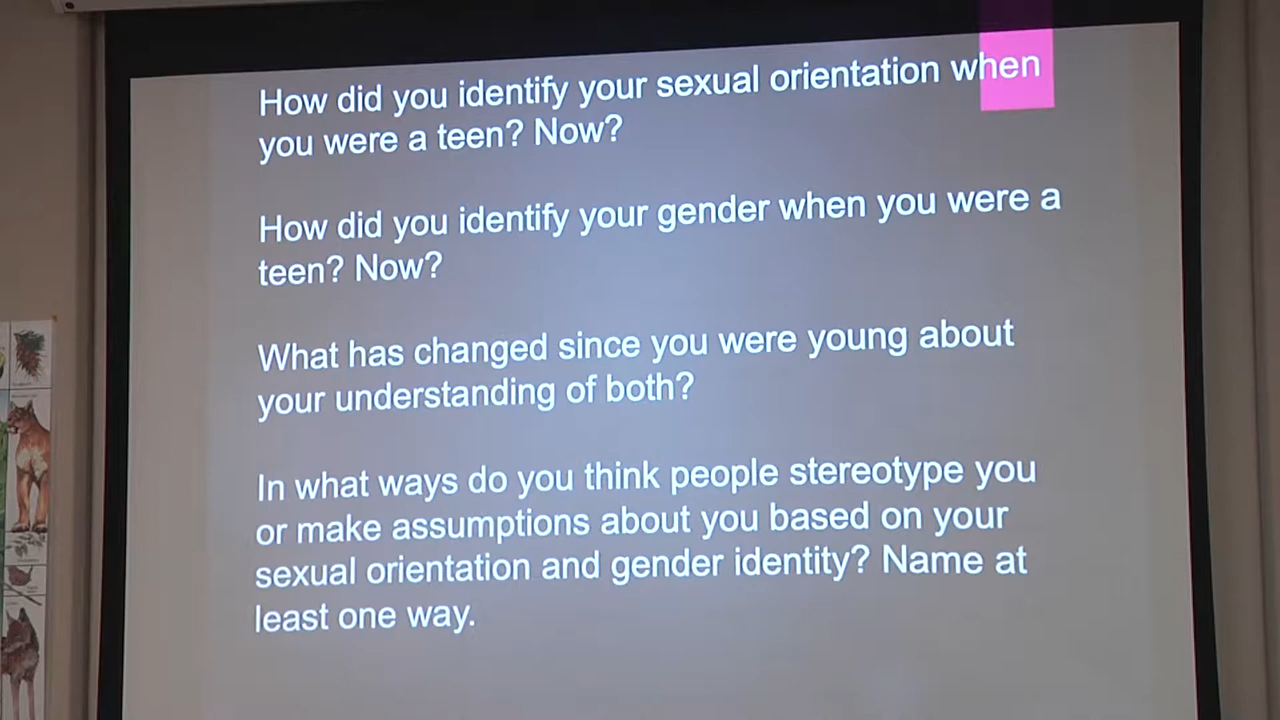 How did you identify your sexual orientation when
you were a teen? Now?
How did you identify your gender when you were a
teen? Now?
What has changed since you were young about
your understanding of both?
In what ways do you think people stereotype you
or make assumptions about you based on your
sexual orientation and gender identity? Name at
least one way.